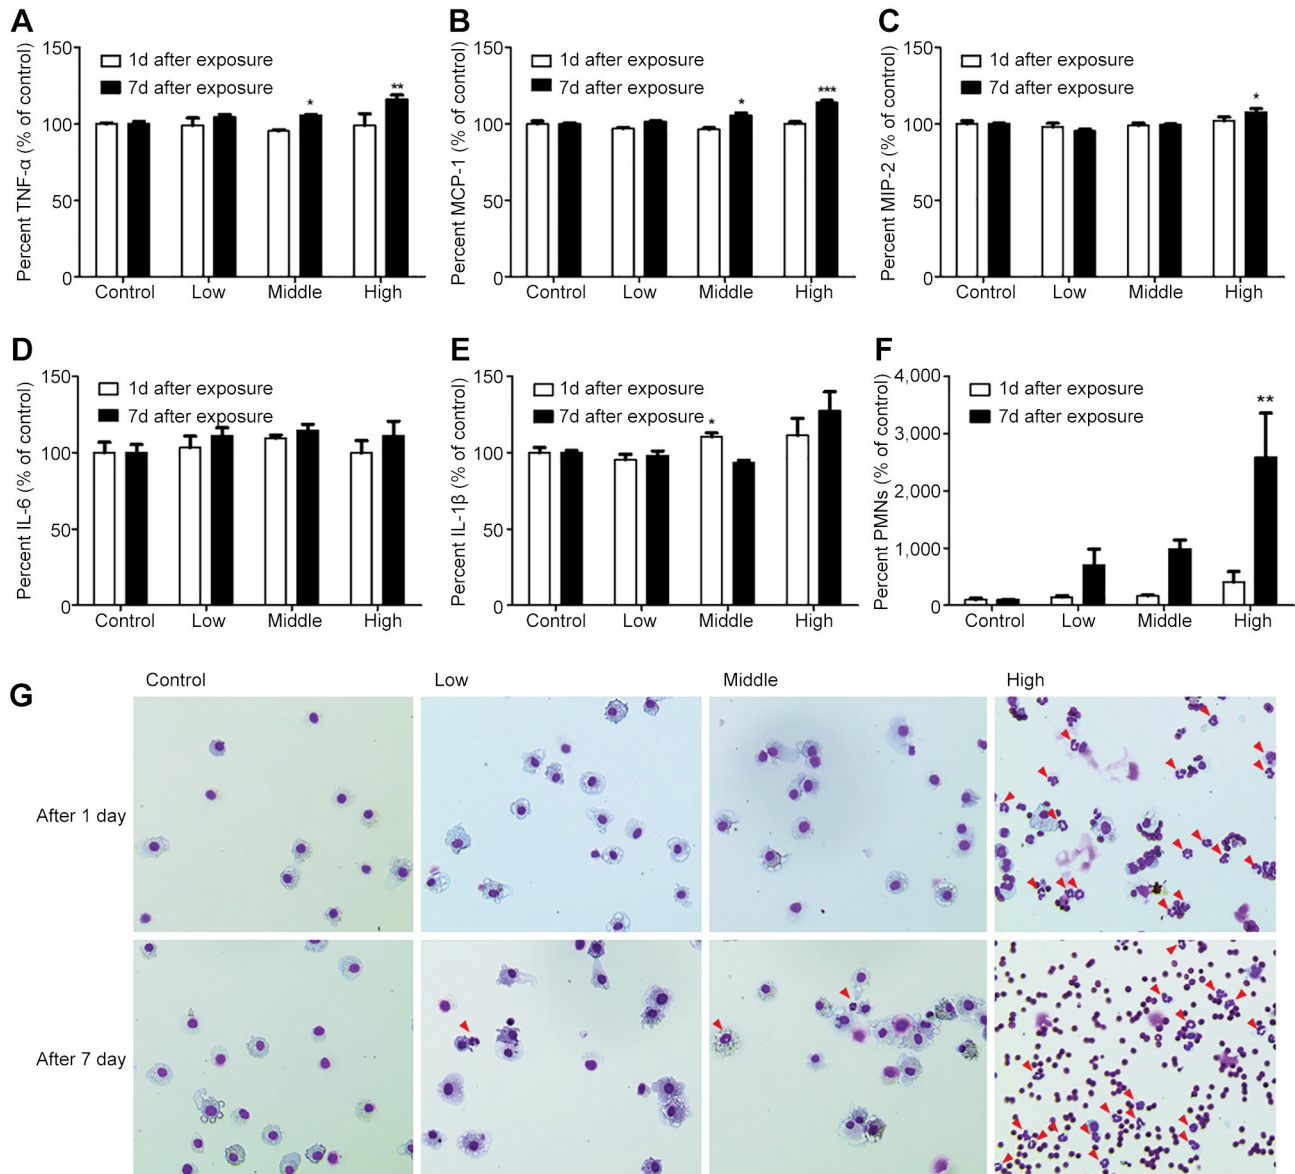 A
Percent TNF-α (% of control)
150
100
50
0
1d after exposure
7d after exposure
*
**
Control Low Middle High
B
Percent MCP-1 (% of control)
150
100
50
0
1d after exposure
7d after exposure
*
***
Control Low Middle High
C
Percent MIP-2 (% of control)
150
100
50
0
1d after exposure
7d after exposure
*
Control Low Middle High
D
Percent IL-6 (% of control)
150
100
50
0
1d after exposure
7d after exposure
Control Low Middle High
E
Percent IL-1β (% of control)
150
100
50
0
1d after exposure
7d after exposure
*
Control Low Middle High
F
Percent PMNs (% of control)
4,000
3,000
2,000
1,000
0
1d after exposure
7d after exposure
**
Control Low Middle High
G
Control Low Middle High
After 1 day
After 7 day